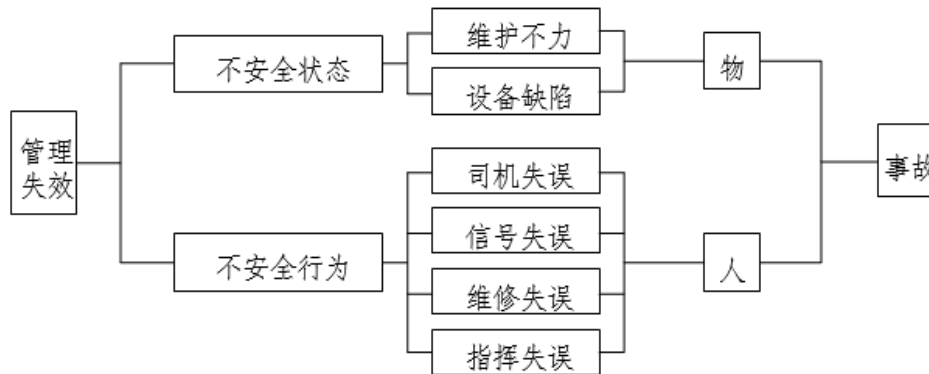 管理
失效
不安全状态
不安全行为
维护不力
设备缺陷
司机失误
信号失误
维修失误
指挥失误
物
人
事故